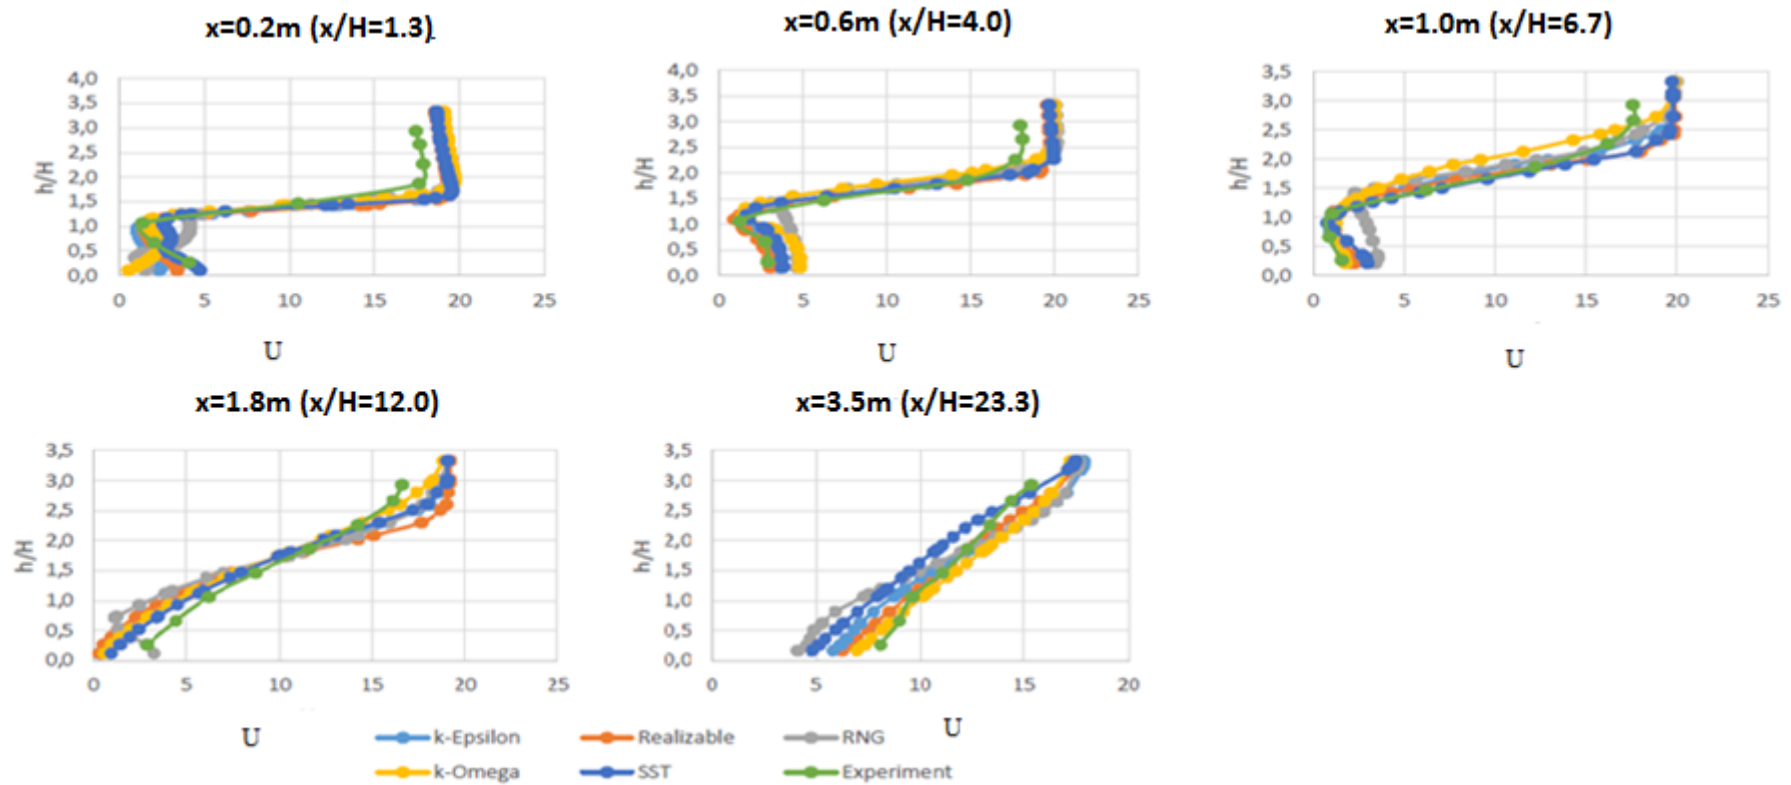 x=0.2m (x/H=1.3)
x=0.6m (x/H=4.0)
x=1.0m (x/H=6.7)
4,0
3,5
3,0
2,5
2,0
1,5
1,0
0,5
0,0
h/H
0 5 10 15 20 25
U
4,0
3,5
3,0
2,5
2,0
1,5
1,0
0,5
0,0
h/H
0 5 10 15 20 25
U
3,5
3,0
2,5
2,0
1,5
1,0
0,5
0,0
h/H
0 5 10 15 20 25
U
x=1.8m (x/H=12.0)
x=3.5m (x/H=23.3)
3,5
3,0
2,5
2,0
1,5
1,0
0,5
0,0
h/H
0 5 10 15 20 25
U
3,5
3,0
2,5
2,0
1,5
1,0
0,5
0,0
h/H
0 5 10 15 20
U
k-Epsilon Realizable RNG
k-Omega SST Experiment